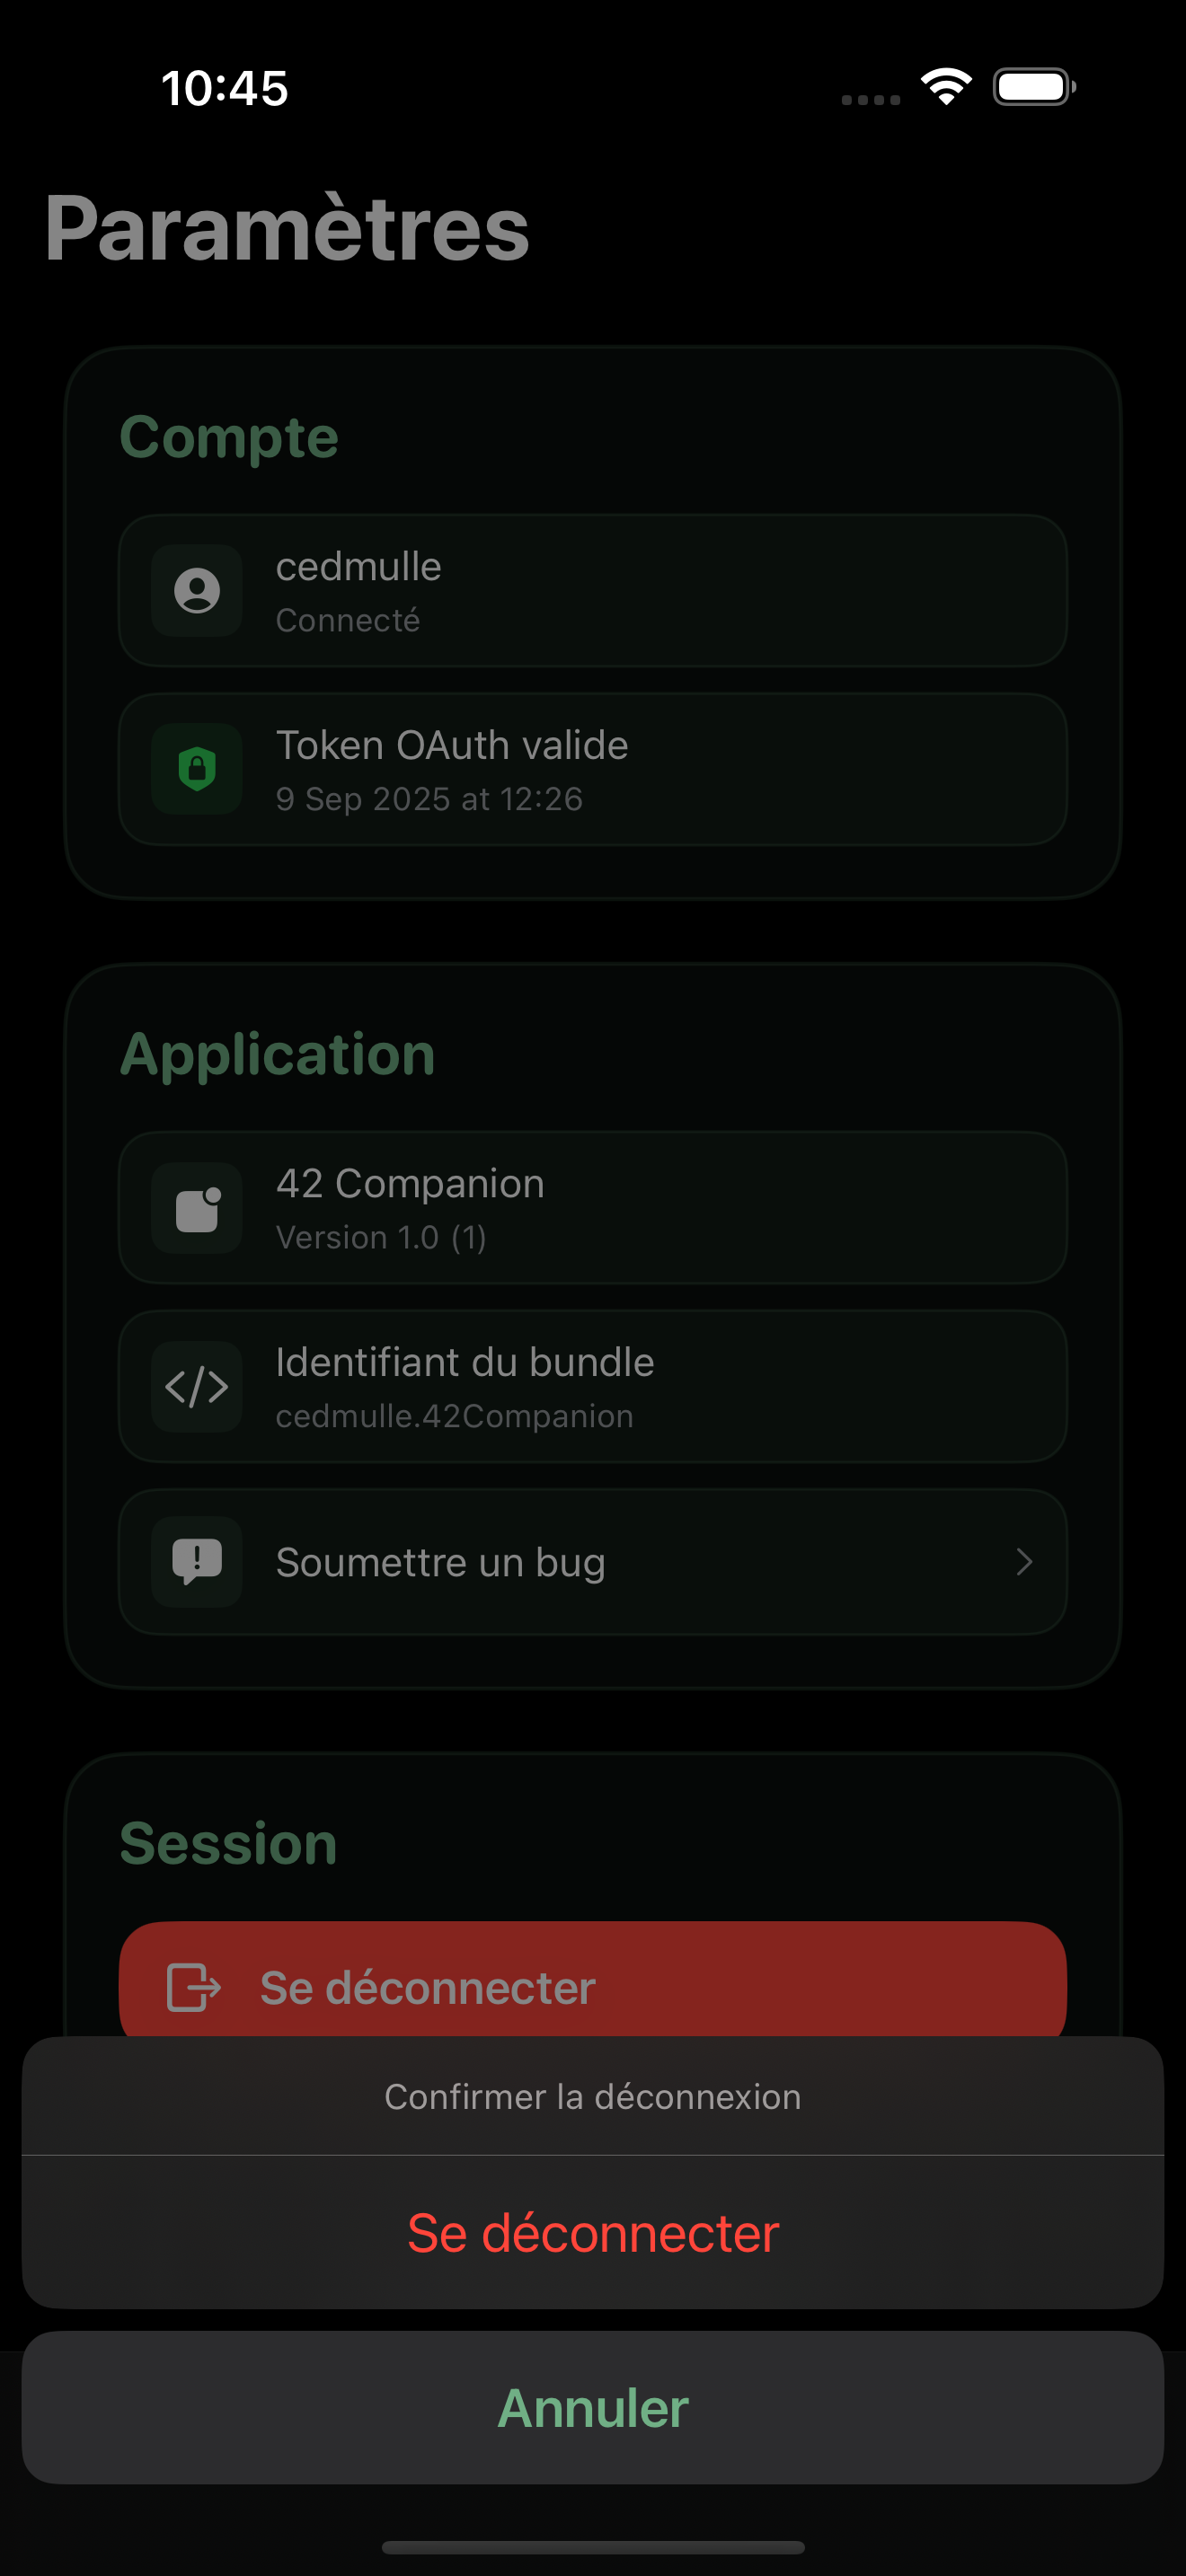 10:45
Paramètres
Compte
cedmulle
Connecté
Token OAuth valide
9 Sep 2025 at 12:26
Application
42 Companion
Version 1.0 (1)
Identifiant du bundle
cedmulle.42Companion
Soumettre un bug
Session
Se déconnecter
Confirmer la déconnexion
Se déconnecter
Annuler